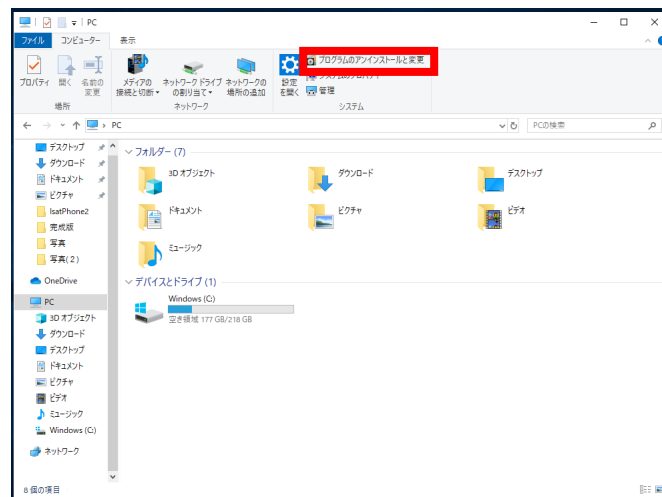 PC
ファイル コンピューター 表示
プロパティ 開く 名前の変更
メディアの接続と切断 ネットワーク ドライブの割り当て ネットワークの場所の追加
設定を開く
プログラムのアンインストールと変更
システムのプロパティ
管理
場所 ネットワーク システム
PC PCの検索
デスクトップ
ダウンロード
ドキュメント
ピクチャ
IsatPhone2
完成版
写真
写真(2)
OneDrive
PC
3D オブジェクト
ダウンロード
デスクトップ
ドキュメント
ピクチャ
ビデオ
ミュージック
Windows (C:)
ネットワーク
フォルダー (7)
3D オブジェクト ダウンロード デスクトップ
ドキュメント ピクチャ ビデオ
ミュージック
デバイスとドライブ (1)
Windows (C:)
空き領域 177 GB/218 GB
8 個の項目